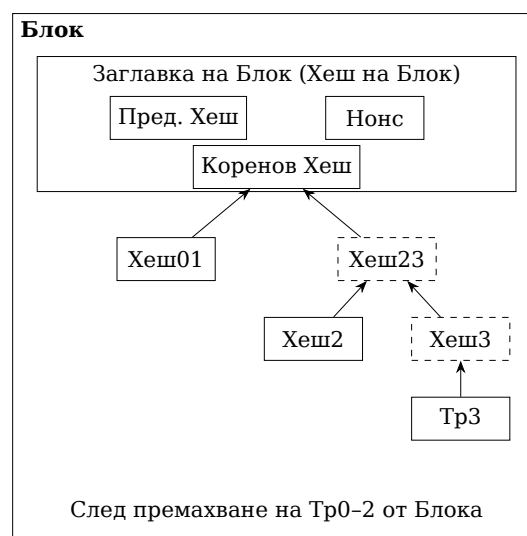 Блок
Заглавка на Блок (Хеш на Блок)
Пред. Хеш
Нонс
Коренов Хеш
Хеш01
Хеш23
Хеш2
Хеш3
Тр3
След премахване на Тр0–2 от Блока